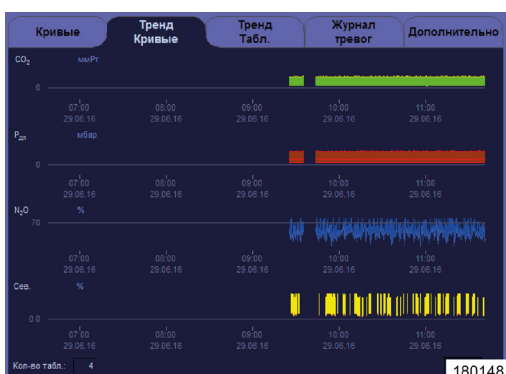 Кривые
Тренд Кривые
Тренд Табл.
Журнал тревог
Дополнительно
CO₂ ммРт
0
07:00 08:00 09:00 10:00 11:00
29.06.16 29.06.16 29.06.16 29.06.16 29.06.16
Pдп мбар
0
07:00 08:00 09:00 10:00 11:00
29.06.16 29.06.16 29.06.16 29.06.16 29.06.16
N₂O %
70
07:00 08:00 09:00 10:00 11:00
29.06.16 29.06.16 29.06.16 29.06.16 29.06.16
Сев. %
0.0
07:00 08:00 09:00 10:00 11:00
29.06.16 29.06.16 29.06.16 29.06.16 29.06.16
Кол-во табл.: 4
180148